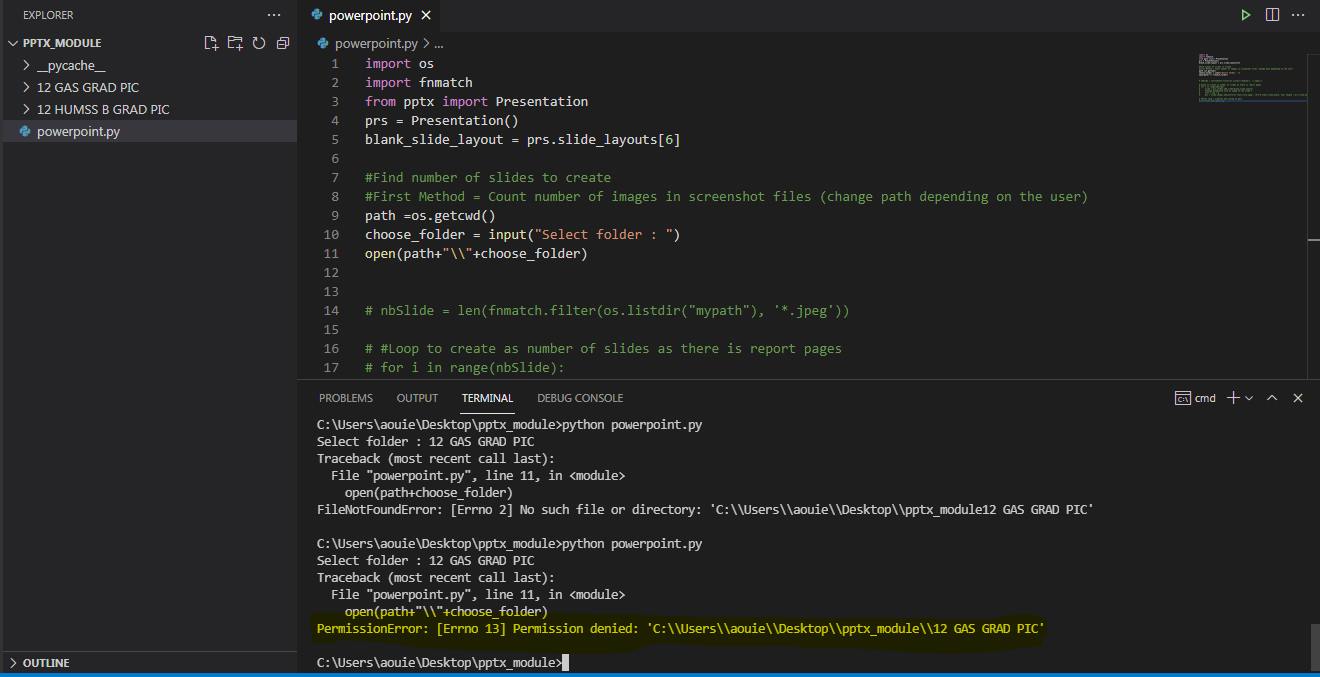 EXPLORER
...
powerpoint.py
PPTX_MODULE
powerpoint.py > ...
__pycache__
12 GAS GRAD PIC
12 HUMSS B GRAD PIC
powerpoint.py
1 import os
2 import fnmatch
3 from pptx import Presentation
4 prs = Presentation()
5 blank_slide_layout = prs.slide_layouts[6]
6
7 #Find number of slides to create
8 #First Method = Count number of images in screenshot files (change path depending on the user)
9 path =os.getcwd()
10 choose_folder = input("Select folder : ")
11 open(path+"\\"+choose_folder)
12
13
14 # nbSlide = len(fnmatch.filter(os.listdir("mypath"), '*.jpeg'))
15
16 # #Loop to create as number of slides as there is report pages
17 # for i in range(nbSlide):
PROBLEMS OUTPUT TERMINAL DEBUG CONSOLE
cmd
C:\Users\aouie\Desktop\pptx_module>python powerpoint.py
Select folder : 12 GAS GRAD PIC
Traceback (most recent call last):
  File "powerpoint.py", line 11, in <module>
    open(path+choose_folder)
FileNotFoundError: [Errno 2] No such file or directory: 'C:\\Users\\aouie\\Desktop\\pptx_module12 GAS GRAD PIC'
C:\Users\aouie\Desktop\pptx_module>python powerpoint.py
Select folder : 12 GAS GRAD PIC
Traceback (most recent call last):
  File "powerpoint.py", line 11, in <module>
    open(path+"\\"+choose_folder)
PermissionError: [Errno 13] Permission denied: 'C:\\Users\\aouie\\Desktop\\pptx_module\\12 GAS GRAD PIC'
C:\Users\aouie\Desktop\pptx_module>
OUTLINE